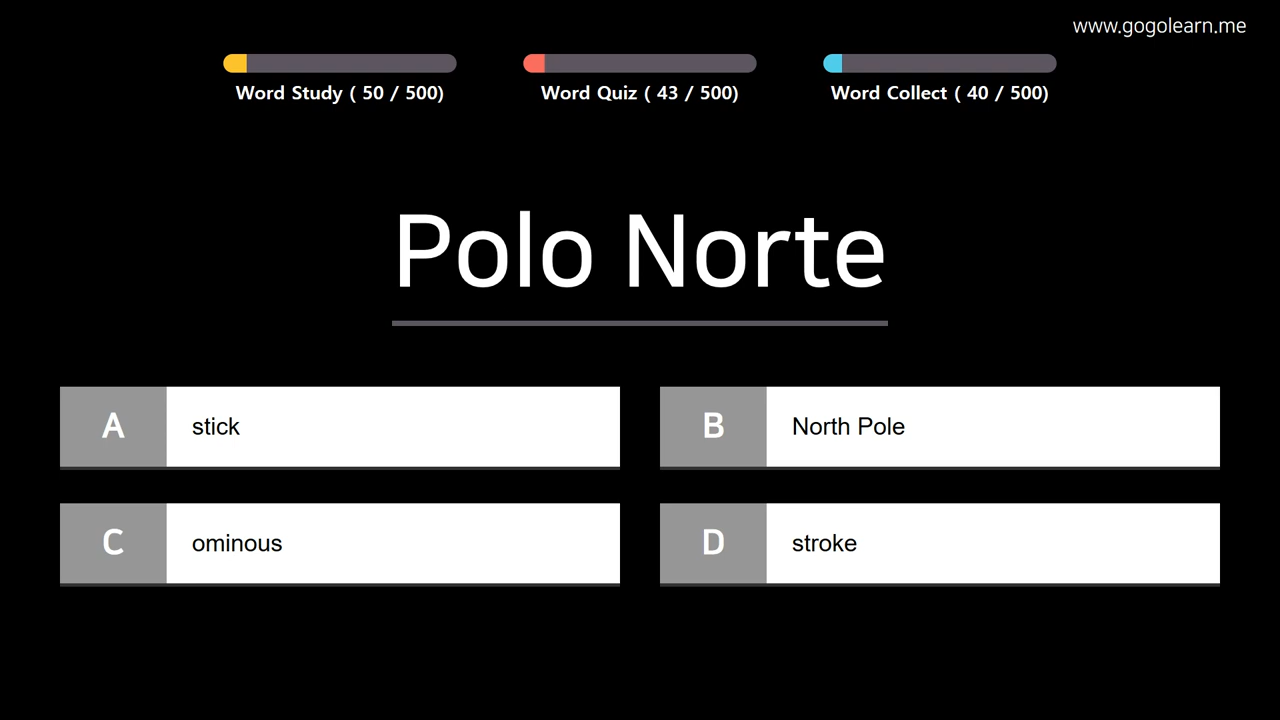 www.gogolearn.me
Word Study ( 50 / 500)
Word Quiz ( 43 / 500)
Word Collect ( 40 / 500)
Polo Norte
A stick
B North Pole
C ominous
D stroke